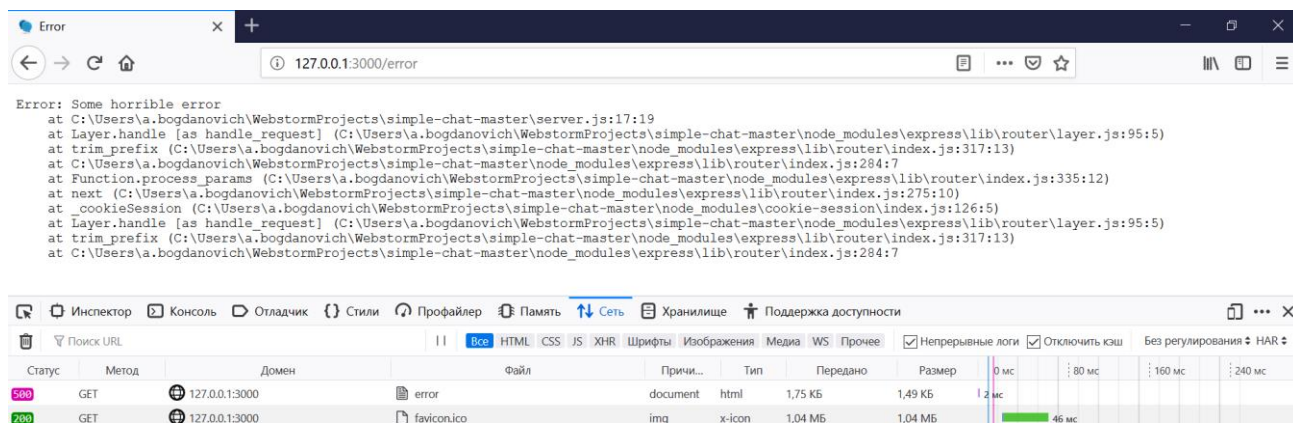 Error
127.0.0.1:3000/error
Error: Some horrible error
at C:\Users\a.bogdanovich\WebstormProjects\simple-chat-master\server.js:17:19
at Layer.handle [as handle_request] (C:\Users\a.bogdanovich\WebstormProjects\simple-chat-master\node_modules\express\lib\router\layer.js:95:5)
at trim_prefix (C:\Users\a.bogdanovich\WebstormProjects\simple-chat-master\node_modules\express\lib\router\index.js:317:13)
at C:\Users\a.bogdanovich\WebstormProjects\simple-chat-master\node_modules\express\lib\router\index.js:284:7
at Function.process_params (C:\Users\a.bogdanovich\WebstormProjects\simple-chat-master\node_modules\express\lib\router\index.js:335:12)
at next (C:\Users\a.bogdanovich\WebstormProjects\simple-chat-master\node_modules\express\lib\router\index.js:275:10)
at _cookieSession (C:\Users\a.bogdanovich\WebstormProjects\simple-chat-master\node_modules\cookie-session\index.js:126:5)
at Layer.handle [as handle_request] (C:\Users\a.bogdanovich\WebstormProjects\simple-chat-master\node_modules\express\lib\router\layer.js:95:5)
at trim_prefix (C:\Users\a.bogdanovich\WebstormProjects\simple-chat-master\node_modules\express\lib\router\index.js:317:13)
at C:\Users\a.bogdanovich\WebstormProjects\simple-chat-master\node_modules\express\lib\router\index.js:284:7
Инспектор Консоль Отладчик {} Стили Профайлер Память Сеть Хранилище Поддержка доступности
Поиск URL Все HTML CSS JS XHR Шрифты Изображения Медиа WS Прочее Непрерывные логи Отключить кэш Без регулирования HAR
Статус Метод Домен Файл Причи... Тип Передано Размер 0 мс 80 мс 160 мс 240 мс
500 GET 127.0.0.1:3000 error document html 1,75 КБ 1,49 КБ 2 мс
200 GET 127.0.0.1:3000 favicon.ico img x-icon 1,04 МБ 1,04 МБ 46 мс